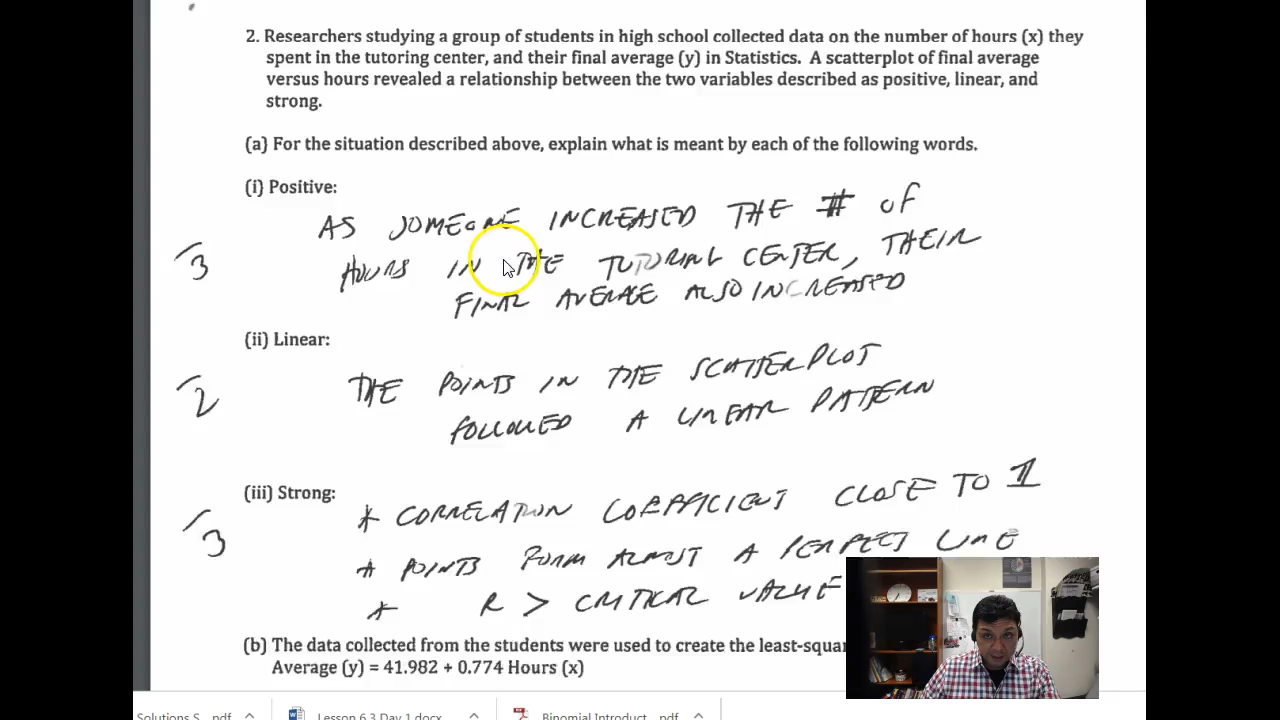 2. Researchers studying a group of students in high school collected data on the number of hours (x) they
spent in the tutoring center, and their final average (y) in Statistics. A scatterplot of final average
versus hours revealed a relationship between the two variables described as positive, linear, and
strong.
(a) For the situation described above, explain what is meant by each of the following words.
(i) Positive:
AS SOMEONE INCREASED THE # OF
HOURS IN THE TUTORING CENTER, THEIR
FINAL AVERAGE ALSO INCREASED
/3
(ii) Linear:
THE POINTS IN THE SCATTERPLOT
FOLLOWED A LINEAR PATTERN
/2
(iii) Strong:
* CORRELATION COEFFICIENT CLOSE TO 1
* POINTS FORM ALMOST A PERFECT LINE
* R > CRITICAL VALUE
/3
(b) The data collected from the students were used to create the least-squar
Average (y) = 41.982 + 0.774 Hours (x)
Solutions S....pdf
Lesson 6.3 Day 1.docx
Binomial Introduct....pdf